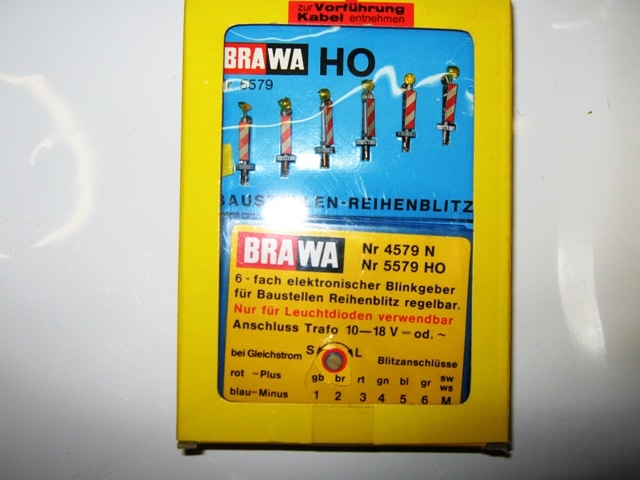 zur Vorführung
Kabel entnehmen
BRAWA HO
r. 5579
BAUSTELLEN-REIHENBLITZ
BRAWA
Nr 4579 N
Nr 5579 HO
6-fach elektronischer Blinkgeber
für Baustellen Reihenblitz regelbar.
Nur für Leuchtdioden verwendbar
Anschluss Trafo 10—18 V = od. ~
bei Gleichstrom
Blitzanschlüsse
rot =Plus
gb br rt gn bl gr sw ws
blau=Minus
1 2 3 4 5 6 M